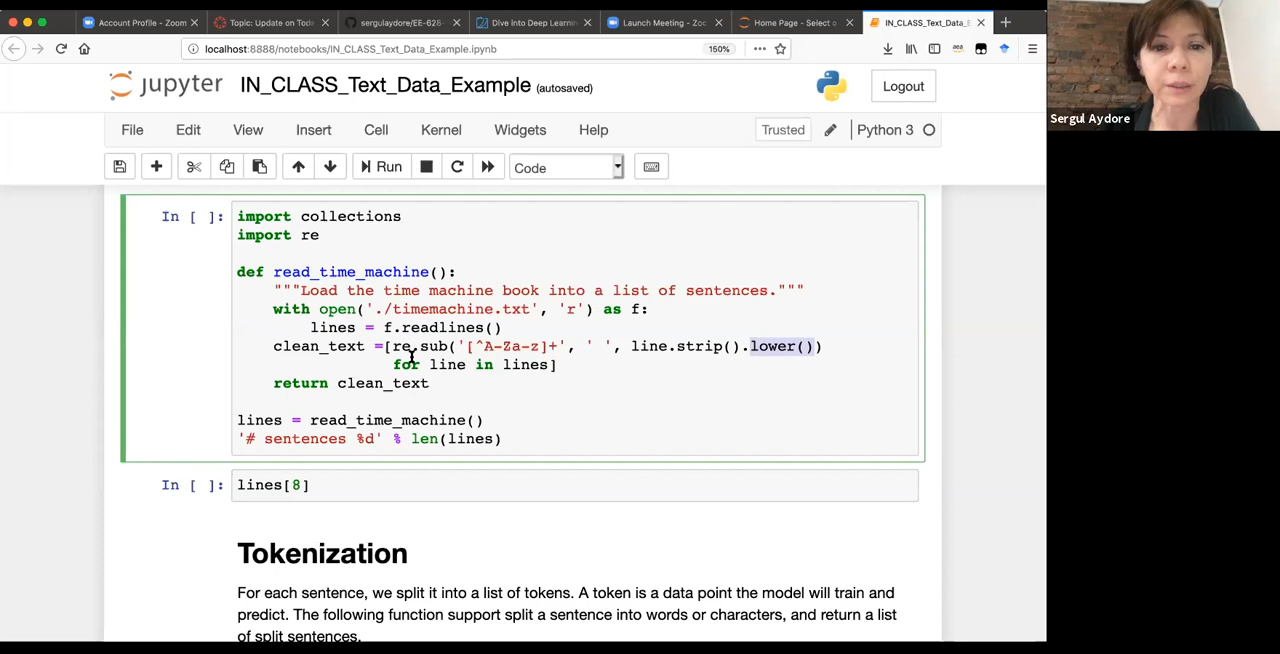 Account Profile - Zoom
Topic: Update on Tod
sergulaydore/EE-628
Dive into Deep Learnin
Launch Meeting - Zoo
Home Page - Select o
IN_CLASS_Text_Data_E
localhost:8888/notebooks/IN_CLASS_Text_Data_Example.ipynb
150%
jupyter IN_CLASS_Text_Data_Example (autosaved)
Logout
File Edit View Insert Cell Kernel Widgets Help
Trusted
Python 3
Run
Code
Sergul Aydore
In [ ]:
import collections
import re
def read_time_machine():
"""Load the time machine book into a list of sentences."""
with open('./timemachine.txt', 'r') as f:
lines = f.readlines()
clean_text =[re.sub('[^A-Za-z]+', ' ', line.strip().lower())
for line in lines]
return clean_text
lines = read_time_machine()
'# sentences %d' % len(lines)
In [ ]:
lines[8]
Tokenization
For each sentence, we split it into a list of tokens. A token is a data point the model will train and
predict. The following function support split a sentence into words or characters, and return a list
of split sentences.